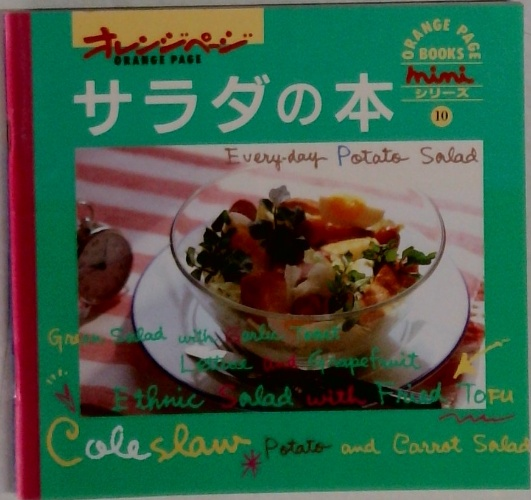 オレンジページ
ORANGE PAGE
ORANGE PAGE
BOOKS
mini
シリーズ
10
サラダの本
Every-day Potato Salad
Green Salad with Garlic Toast
Lettuce and Grapefruit
Ethnic Salad with Fried TOFU
Coleslaw Potato and Carrot Salad